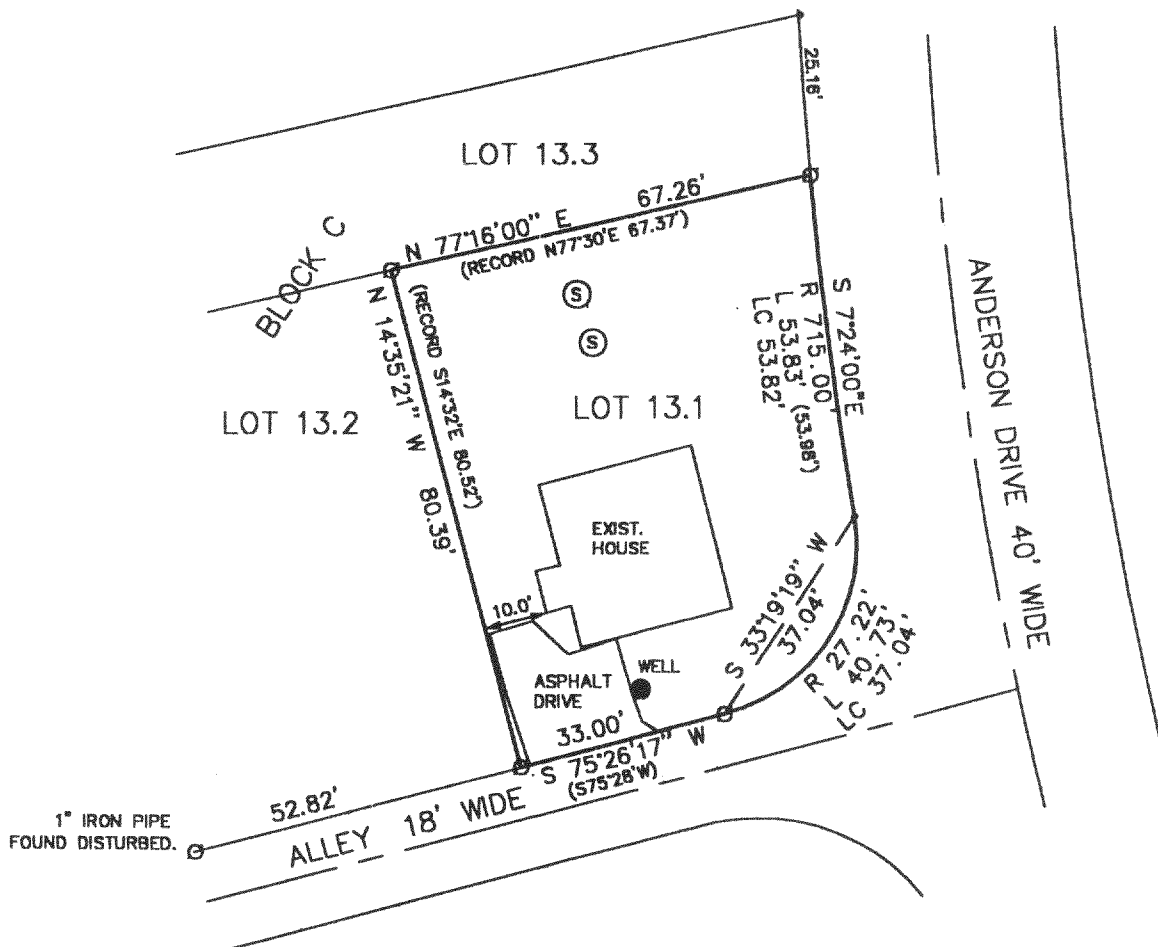 25.16'
LOT 13.3
67.26'
N 77°16'00" E
(RECORD N77°30'E 67.37')
BLOCK C
N 14°35'21" W 80.39'
(RECORD S14°32'E 80.52')
S
S
S 7°24'00"E
R 715.00'
L 53.83' (53.98')
LC 53.82'
ANDERSON DRIVE 40' WIDE
LOT 13.2
LOT 13.1
EXIST.
HOUSE
10.0'
S 33°19'19" W
37.04'
R 27.22'
L 40.73'
LC 37.04'
WELL
ASPHALT
DRIVE
33.00'
S 75°26'17" W
(S75°28'W)
52.82'
ALLEY 18' WIDE
1" IRON PIPE
FOUND DISTURBED.